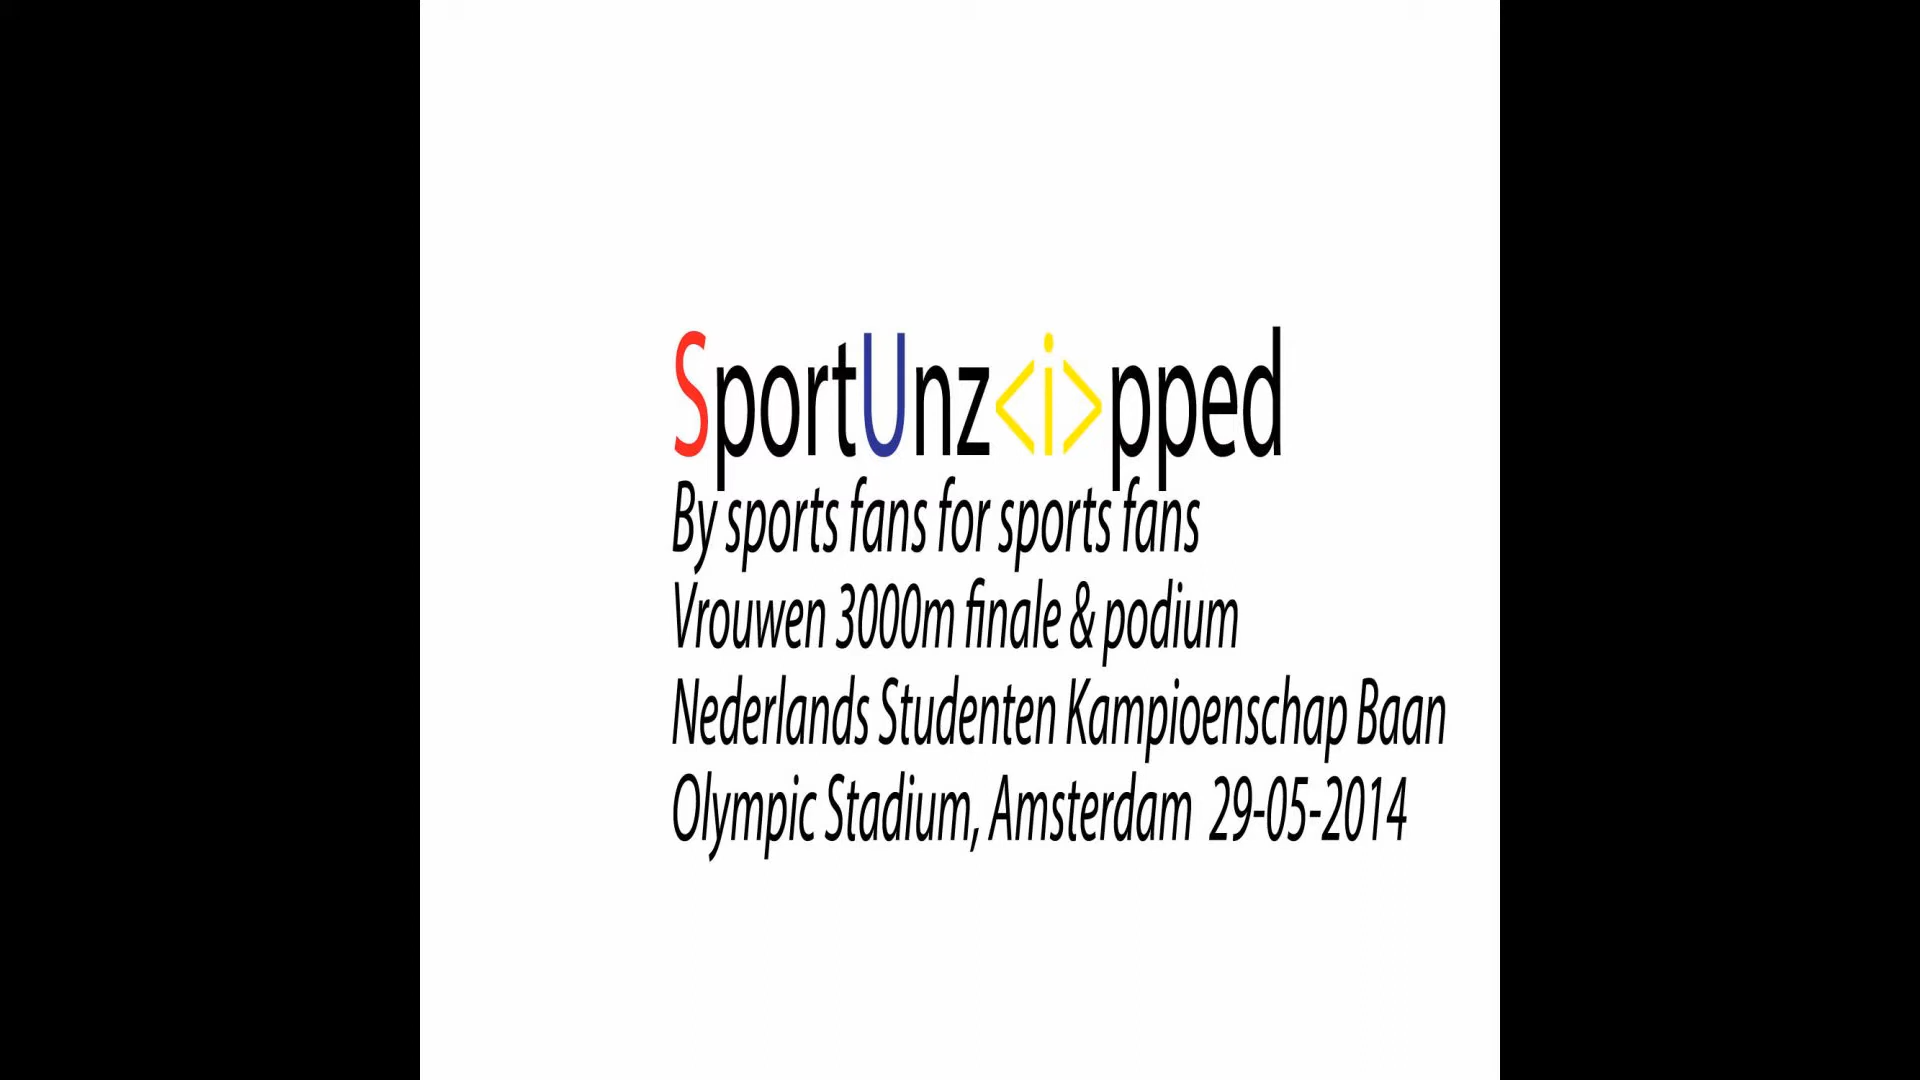 SportUnz<i>pped
By sports fans for sports fans
Vrouwen 3000m finale & podium
Nederlands Studenten Kampioenschap Baan
Olympic Stadium, Amsterdam 29-05-2014